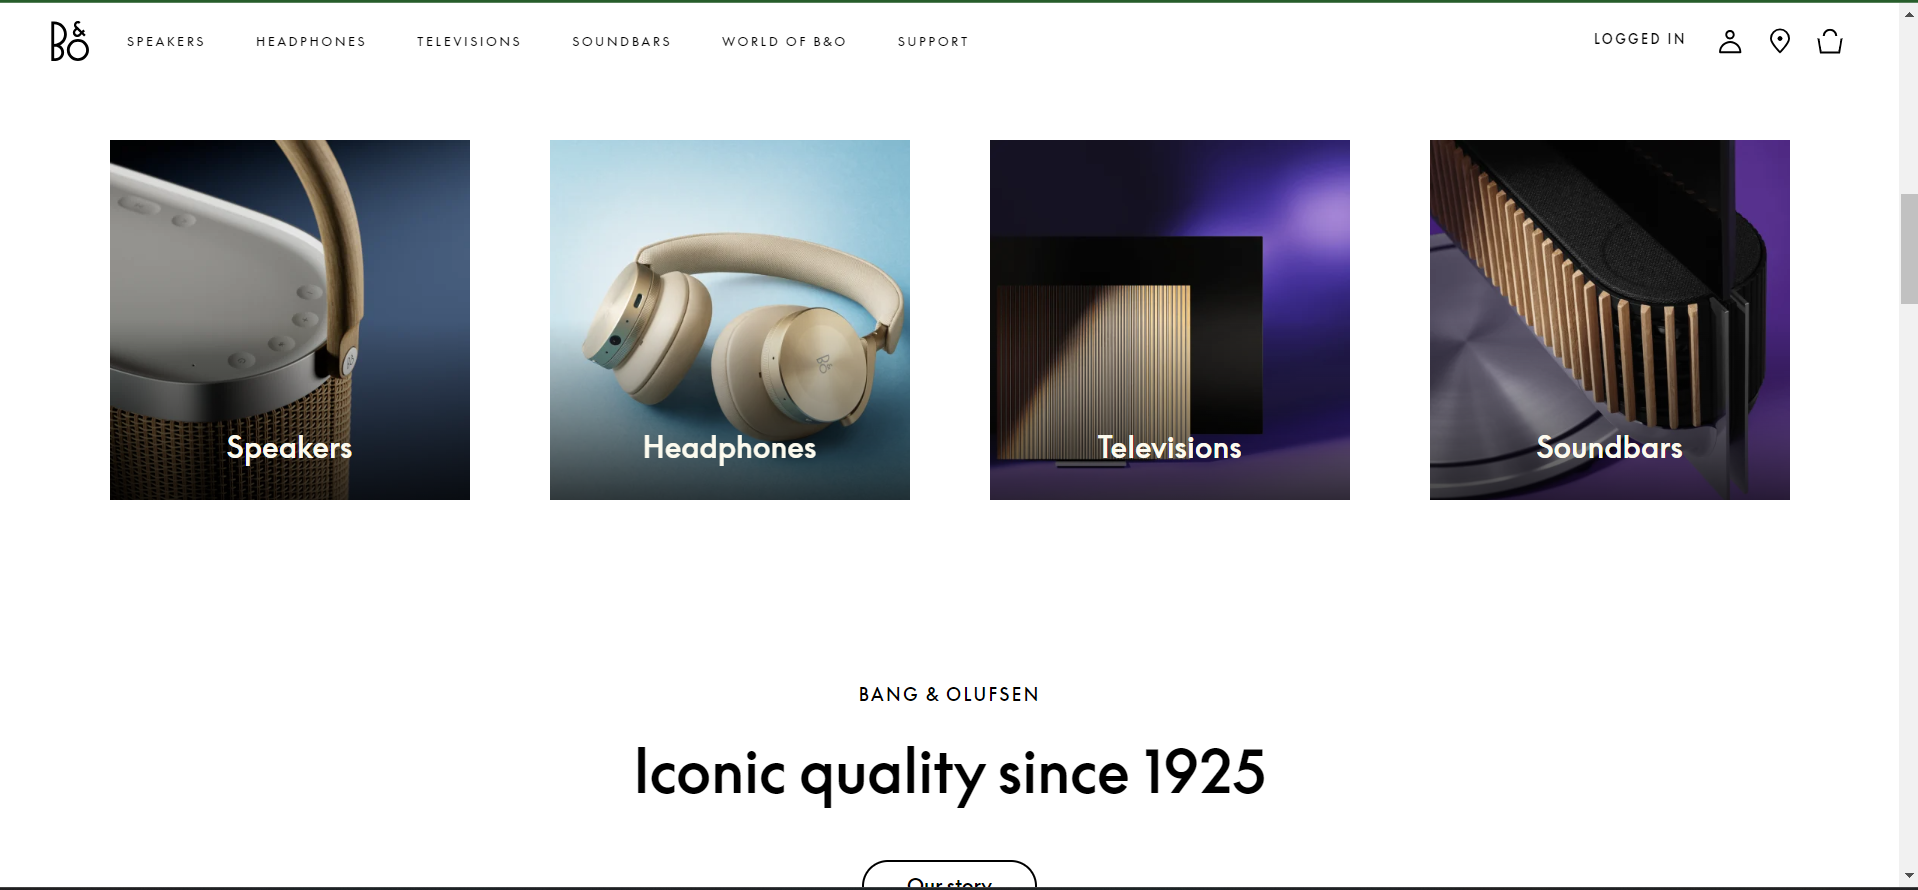 B&O
SPEAKERS HEADPHONES TELEVISIONS SOUNDBARS WORLD OF B&O SUPPORT LOGGED IN
Speakers
Headphones
Televisions
Soundbars
BANG & OLUFSEN
Iconic quality since 1925
Our story